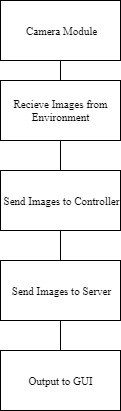 Camera Module
Recieve Images from
Environment
Send Images to Controller
Send Images to Server
Output to GUI